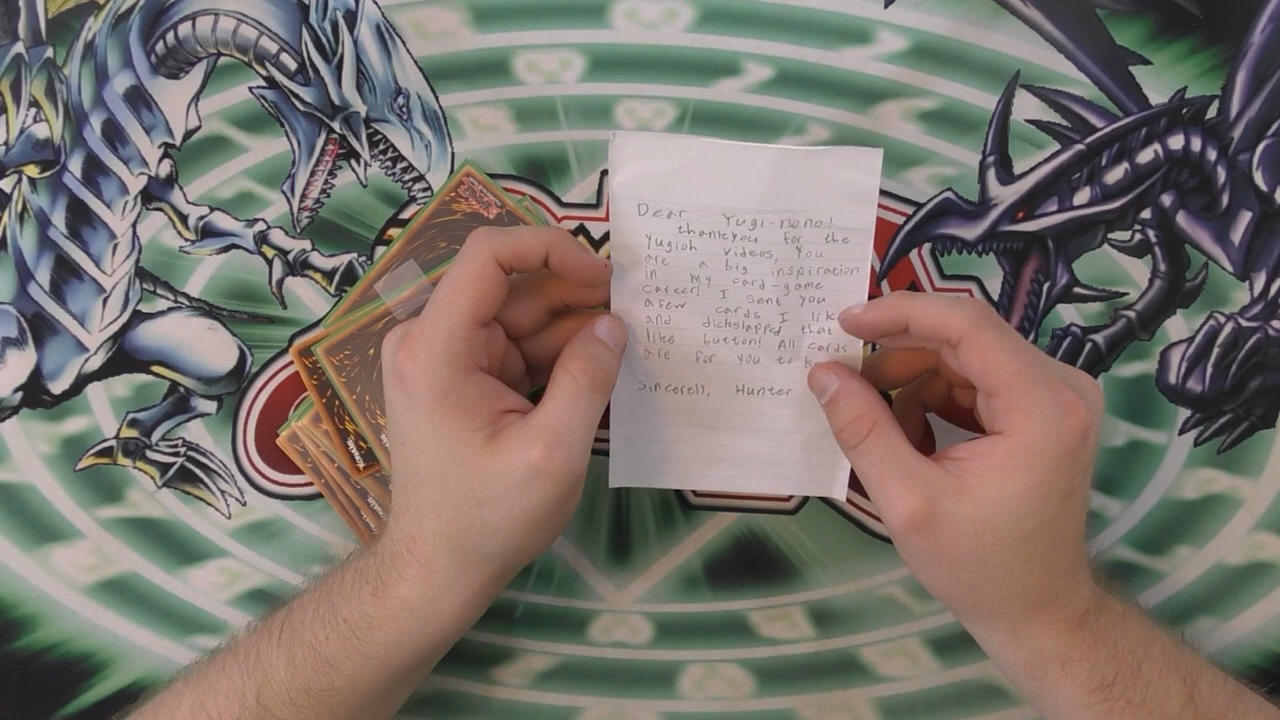 Dear Yugi-nono!
thankyou for the
yugioh videos, you
are a big inspiration
in my card-game
career! I sent you
a few cards I lik
and dickslapped that
like button! All cards
are for you to k
Sincerely, Hunter